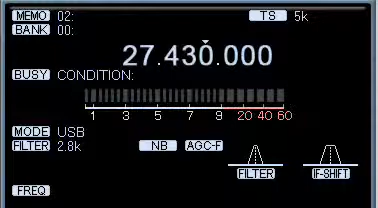 MEMO 02: TS 5k
BANK 00:
27.430.000
BUSY CONDITION:
1 3 5 7 9 20 40 60
MODE USB
FILTER 2.8k NB AGC-F
FILTER IF-SHIFT
FREQ